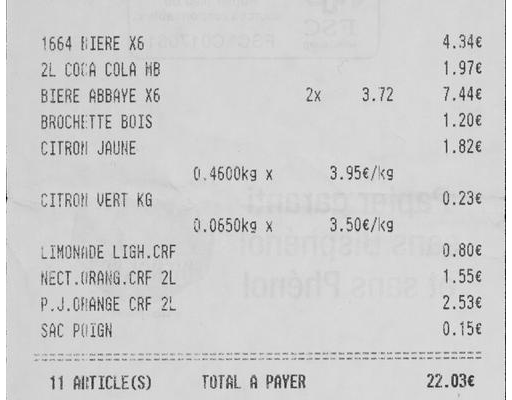 1664 BIERE X6 4.34€
2L COCA COLA HB 1.97€
BIERE ABBAYE X6 2x 3.72 7.44€
BROCHETTE BOIS 1.20€
CITRON JAUNE 1.82€
0.4600kg x 3.95€/kg
CITRON VERT KG 0.23€
0.0650kg x 3.50€/kg
LIMONADE LIGH.CRF 0.80€
NECT.ORANG.CRF 2L 1.55€
P.J.ORANGE CRF 2L 2.53€
SAC POIGN 0.15€
11 ARTICLE(S) TOTAL A PAYER 22.03€